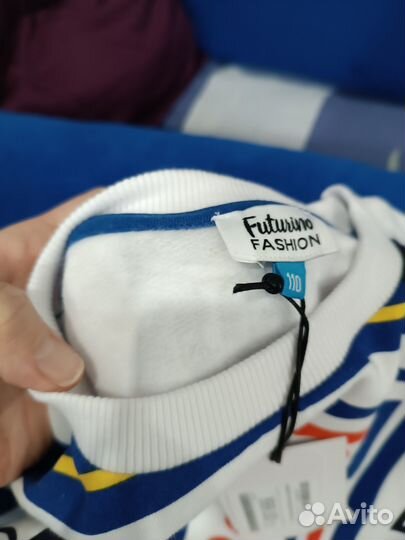 Futurino
FASHION
110
Avito